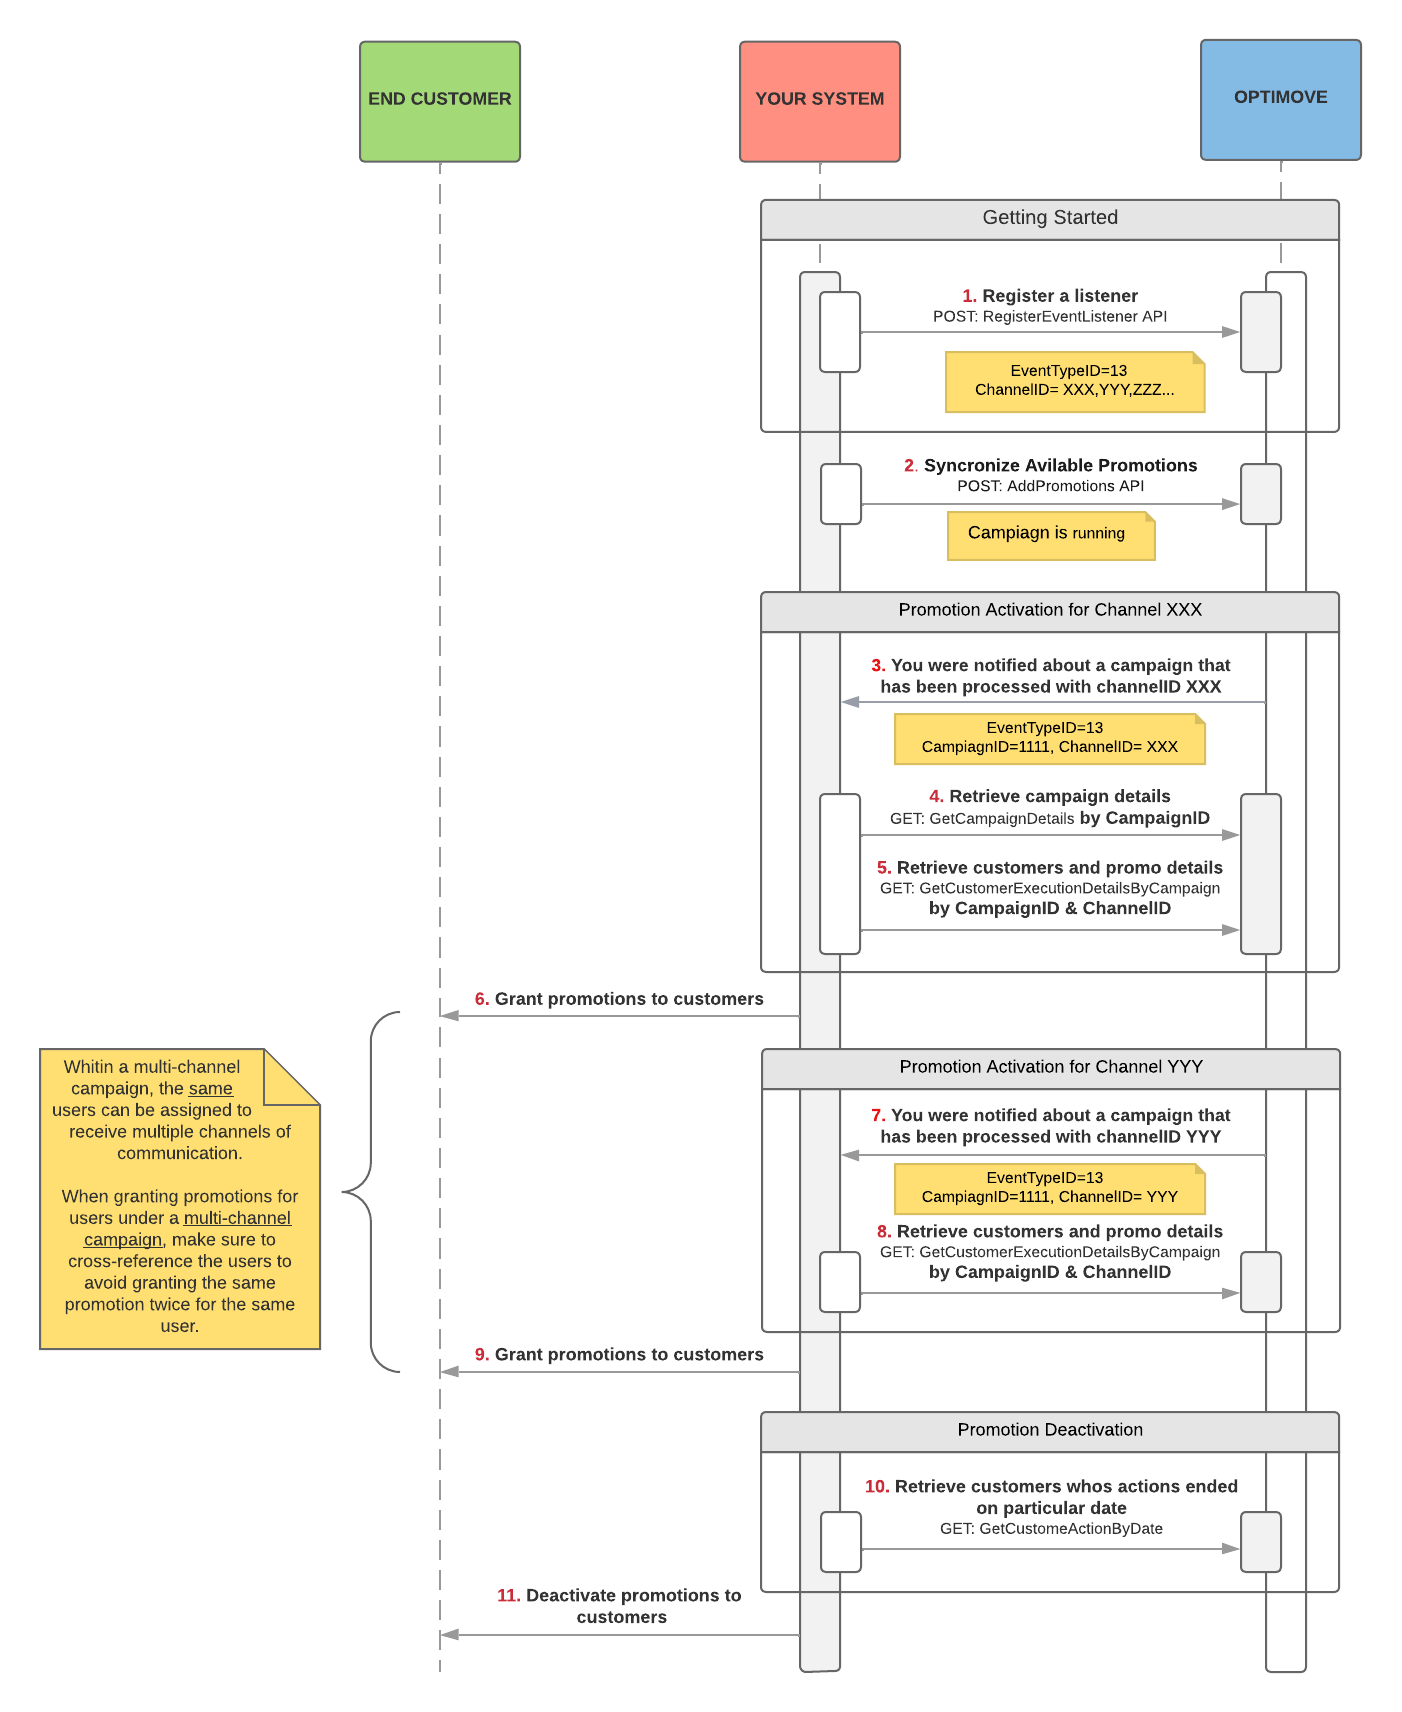 END CUSTOMER
YOUR SYSTEM
OPTIMOVE
Getting Started
1. Register a listener
POST: RegisterEventListener API
EventTypeID=13
ChannelID= XXX,YYY,ZZZ...
2. Syncronize Avilable Promotions
POST: AddPromotions API
Campiagn is running
Promotion Activation for Channel XXX
3. You were notified about a campaign that
has been processed with channelID XXX
EventTypeID=13
CampiagnID=1111, ChannelID= XXX
4. Retrieve campaign details
GET: GetCampaignDetails by CampaignID
5. Retrieve customers and promo details
GET: GetCustomerExecutionDetailsByCampaign
by CampaignID & ChannelID
6. Grant promotions to customers
Whitin a multi-channel
campaign, the same
users can be assigned to
receive multiple channels of
communication.
When granting promotions for
users under a multi-channel
campaign, make sure to
cross-reference the users to
avoid granting the same
promotion twice for the same
user.
Promotion Activation for Channel YYY
7. You were notified about a campaign that
has been processed with channelID YYY
EventTypeID=13
CampiagnID=1111, ChannelID= YYY
8. Retrieve customers and promo details
GET: GetCustomerExecutionDetailsByCampaign
by CampaignID & ChannelID
9. Grant promotions to customers
Promotion Deactivation
10. Retrieve customers whos actions ended
on particular date
GET: GetCustomeActionByDate
11. Deactivate promotions to
customers